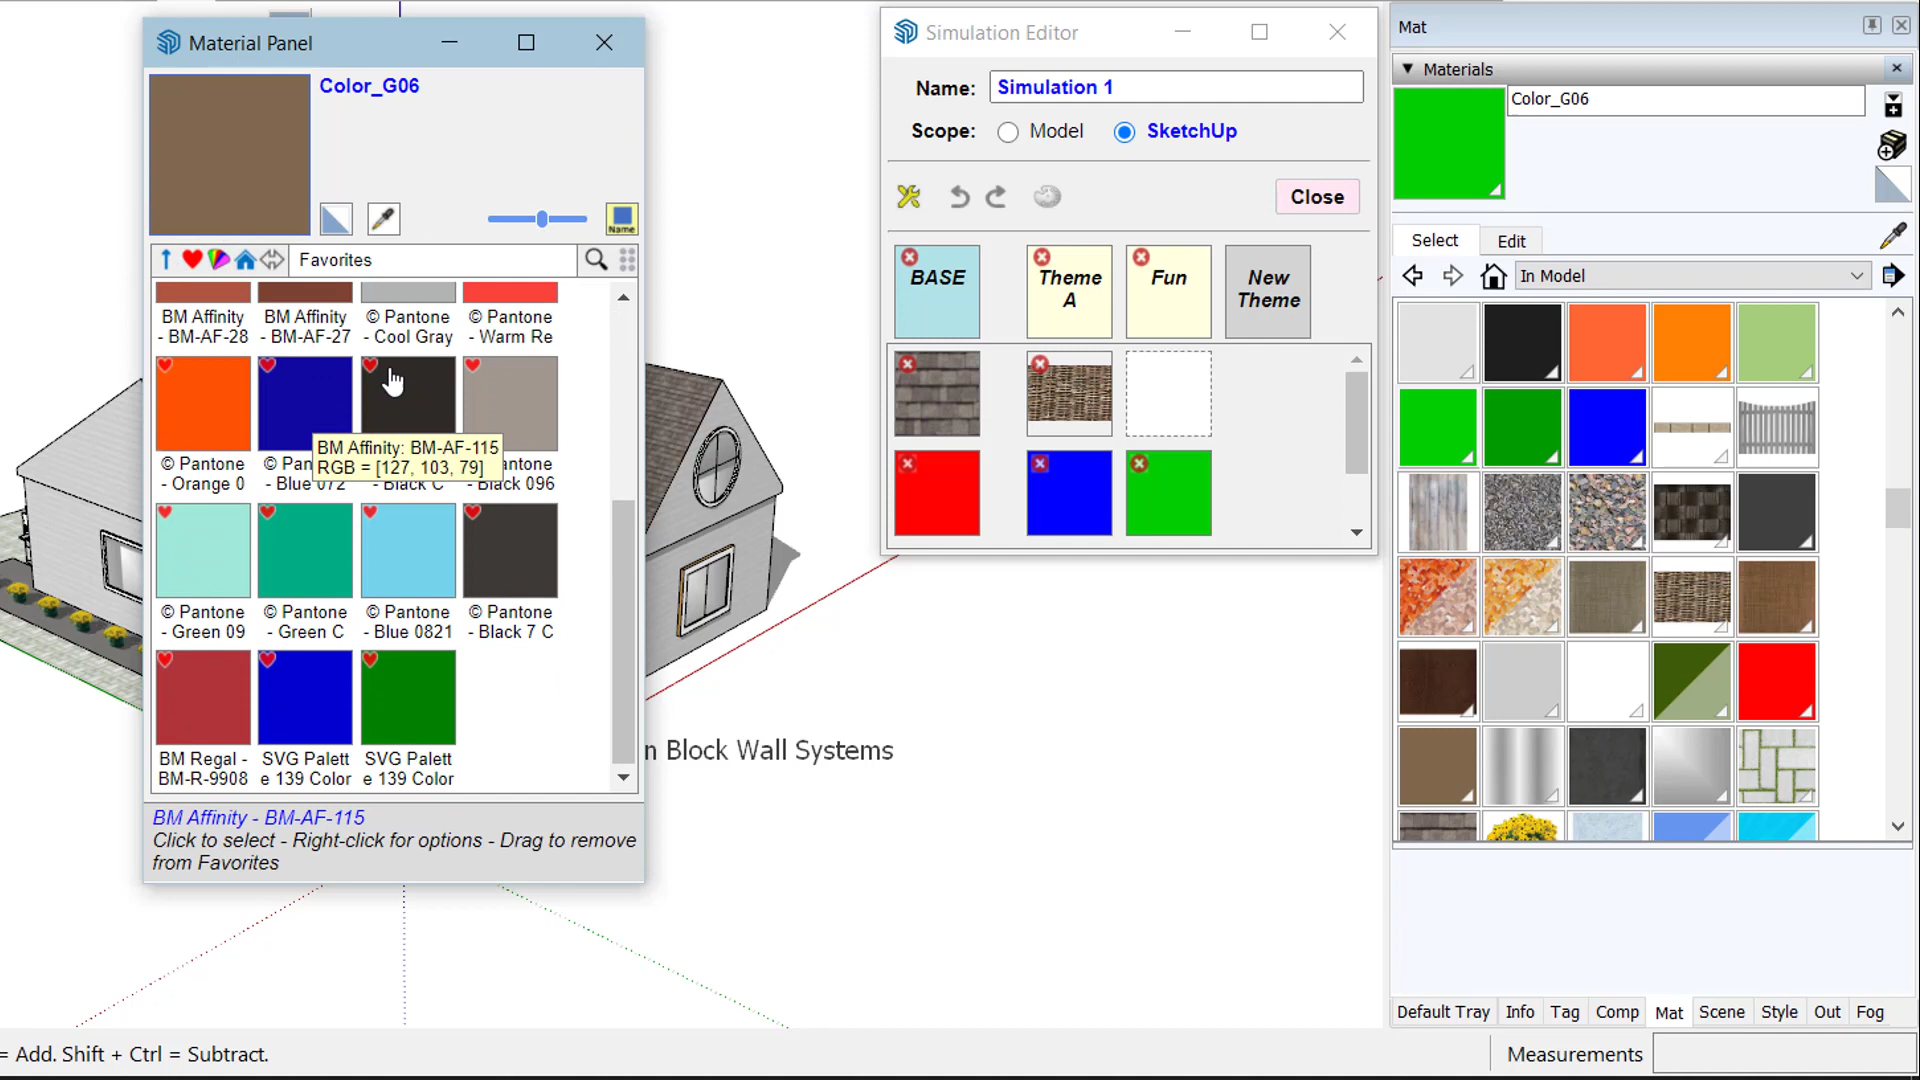 Material Panel
Color_G06
Name
Favorites
BM Affinity - BM-AF-28
BM Affinity - BM-AF-27
© Pantone - Cool Gray
© Pantone - Warm Re
© Pantone - Orange 0
© Pan - Blue 072
- Black C
ntone - Black 096
BM Affinity: BM-AF-115
RGB = [127, 103, 79]
© Pantone - Green 09
© Pantone - Green C
© Pantone - Blue 0821
© Pantone - Black 7 C
BM Regal - BM-R-9908
SVG Palett e 139 Color
SVG Palett e 139 Color
BM Affinity - BM-AF-115
Click to select - Right-click for options - Drag to remove
from Favorites
n Block Wall Systems
Simulation Editor
Name: Simulation 1
Scope: Model SketchUp
Close
BASE
Theme A
Fun
New Theme
Mat
Materials
Color_G06
Select Edit
In Model
Default Tray Info Tag Comp Mat Scene Style Out Fog
= Add. Shift + Ctrl = Subtract.
Measurements